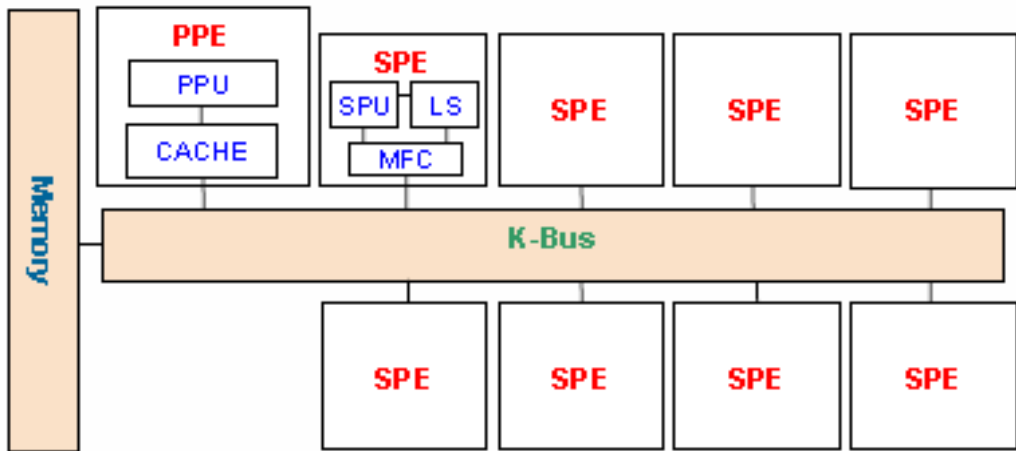 Memory
PPE
PPU
CACHE
SPE
SPU
LS
MFC
SPE
SPE
SPE
K-Bus
SPE
SPE
SPE
SPE